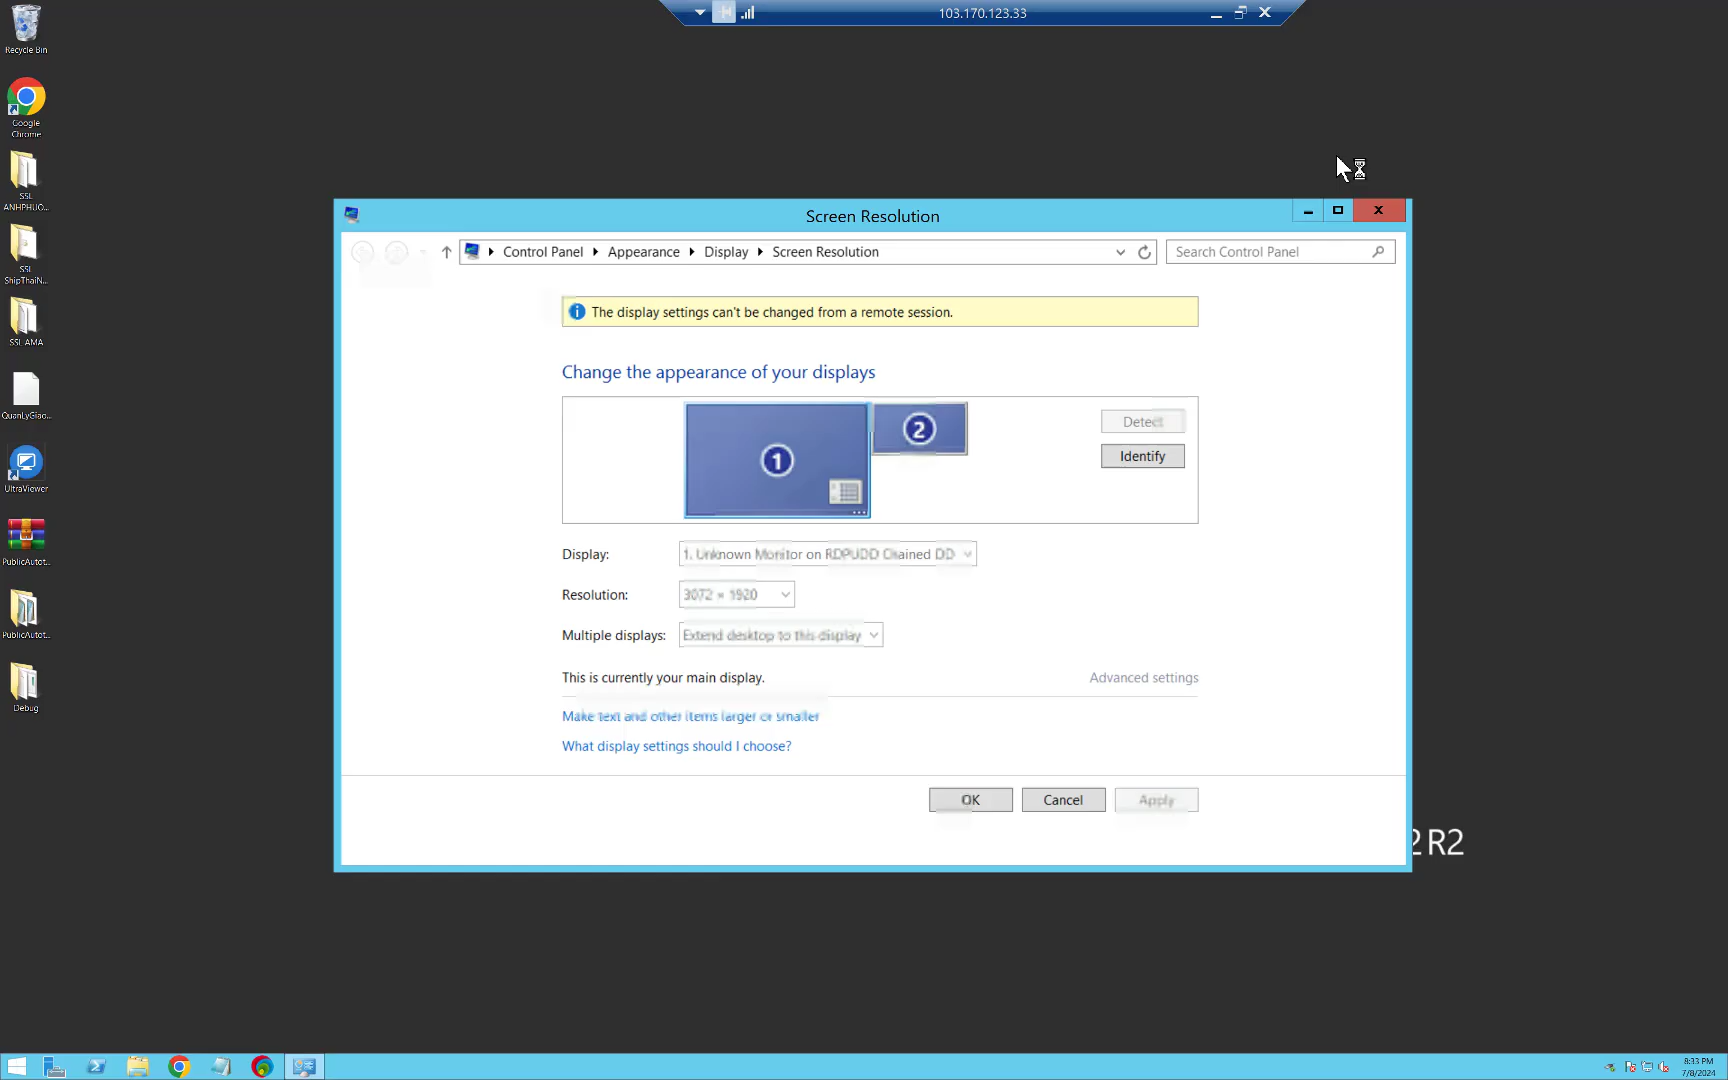 103.170.123.33
Recycle Bin
Google
Chrome
SSL
ANHPHUO...
SSL
ShipThaiN...
SSL AMA
QuanLyGiao...
UltraViewer
PublicAutot...
PublicAutot...
Debug
Screen Resolution
Control Panel
Appearance
Display
Screen Resolution
Search Control Panel
The display settings can't be changed from a remote session.
Change the appearance of your displays
1
2
Detect
Identify
Display:
1. Unknown Monitor on RDPUDD Chained DD
Resolution:
3072 × 1920
Multiple displays:
Extend desktop to this display
This is currently your main display.
Advanced settings
Make text and other items larger or smaller
What display settings should I choose?
OK
Cancel
Apply
2 R2
8:33 PM
7/8/2024